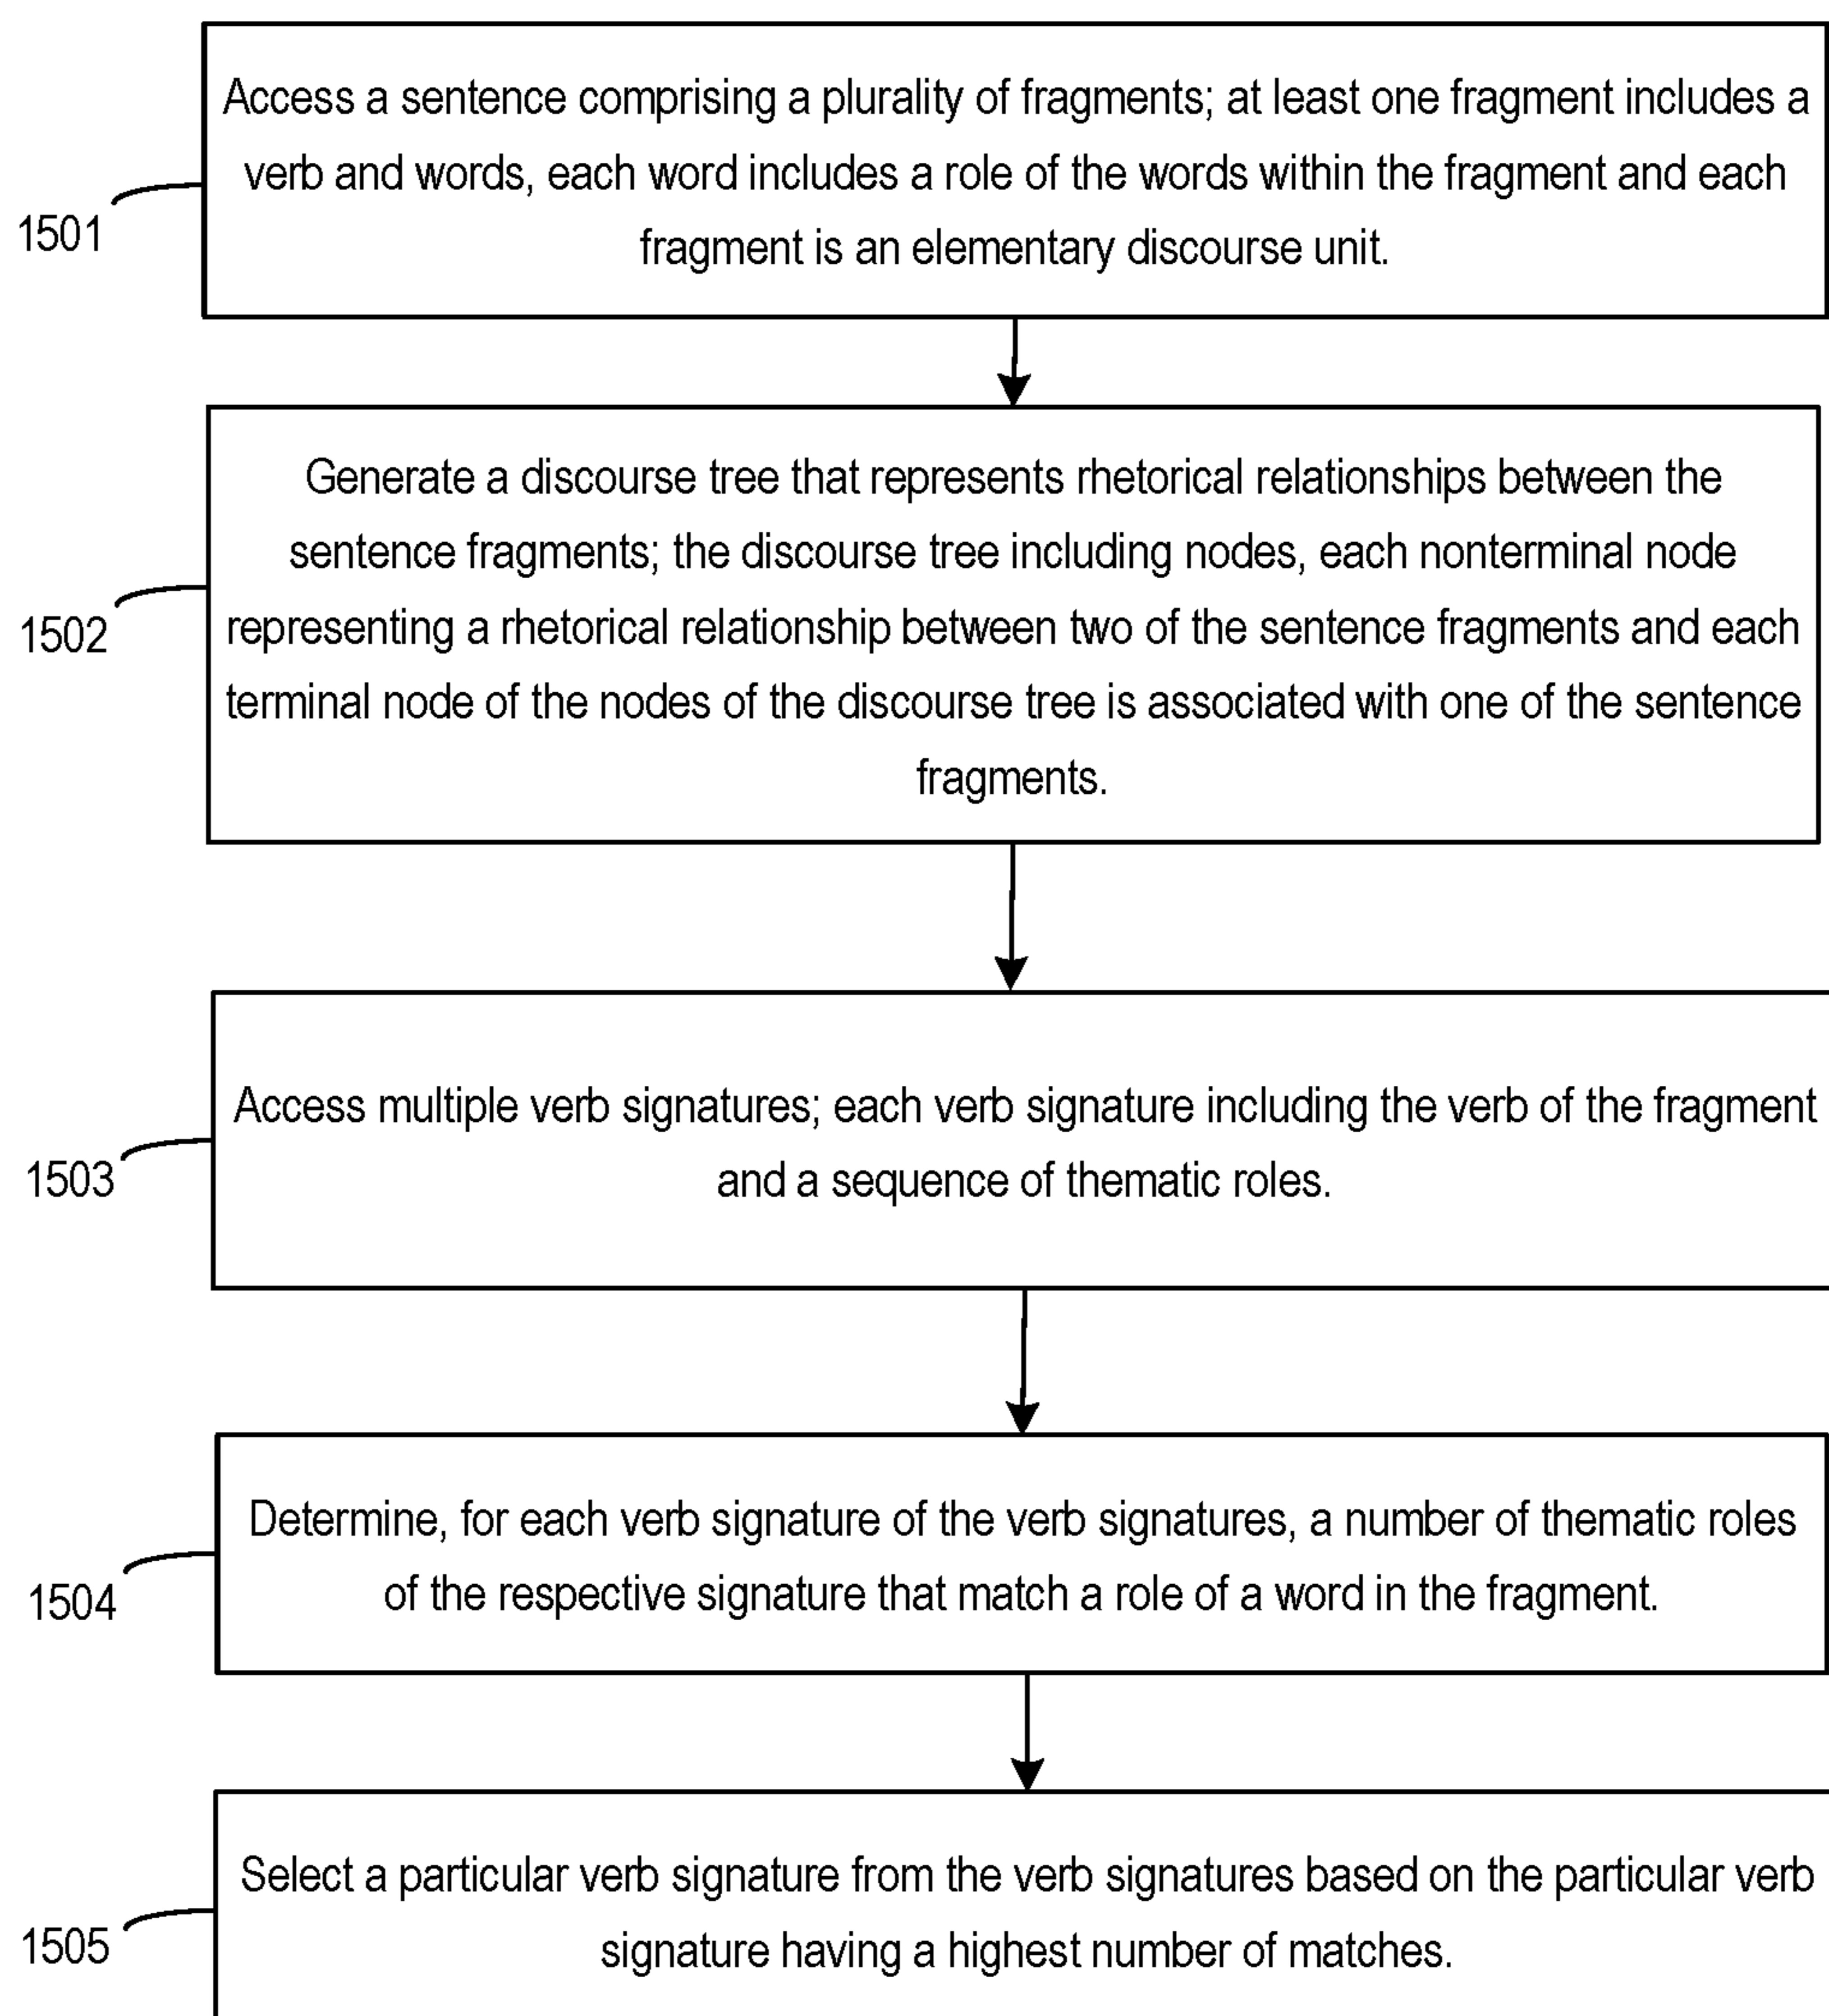 Access a sentence comprising a plurality of fragments; at least one fragment includes a
verb and words, each word includes a role of the words within the fragment and each
fragment is an elementary discourse unit.
1501
Generate a discourse tree that represents rhetorical relationships between the
sentence fragments; the discourse tree including nodes, each nonterminal node
representing a rhetorical relationship between two of the sentence fragments and each
terminal node of the nodes of the discourse tree is associated with one of the sentence
fragments.
1502
Access multiple verb signatures; each verb signature including the verb of the fragment
and a sequence of thematic roles.
1503
Determine, for each verb signature of the verb signatures, a number of thematic roles
of the respective signature that match a role of a word in the fragment.
1504
Select a particular verb signature from the verb signatures based on the particular verb
signature having a highest number of matches.
1505